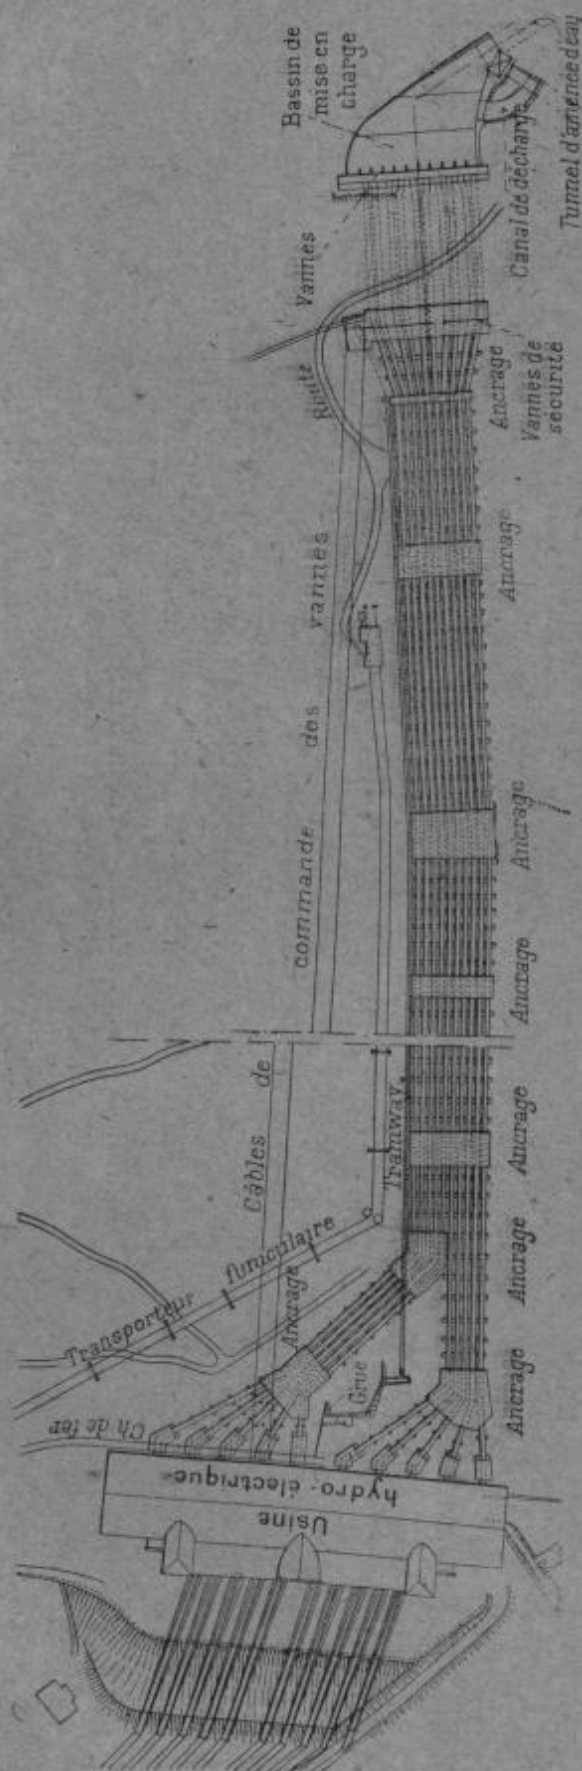 Bassin de
mise en
charge
Tunnel d'amenée d'eau
Canal de décharge
Vannes
Route
Ancrage
Vannes de
sécurité
Ancrage
Câbles de commande des vannes
Ancrage
Ancrage
Ancrage
Tramway
Transporteur funiculaire
Ancrage
Ancrage
Grue
Ancrage
Ch. de fer
Usine
hydro-électrique